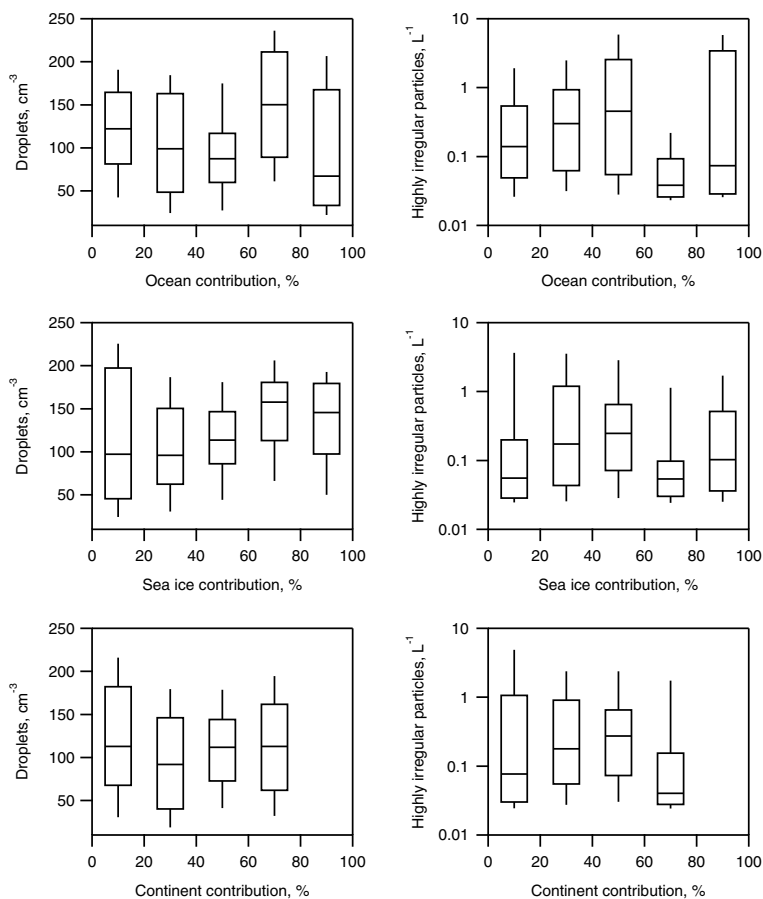 250
200
150
100
50
Droplets, cm⁻³
0 20 40 60 80 100
Ocean contribution, %
10
1
0.1
0.01
Highly irregular particles, L⁻¹
0 20 40 60 80 100
Ocean contribution, %
250
200
150
100
50
Droplets, cm⁻³
0 20 40 60 80 100
Sea ice contribution, %
10
1
0.1
0.01
Highly irregular particles, L⁻¹
0 20 40 60 80 100
Sea ice contribution, %
250
200
150
100
50
Droplets, cm⁻³
0 20 40 60 80 100
Continent contribution, %
10
1
0.1
0.01
Highly irregular particles, L⁻¹
0 20 40 60 80 100
Continent contribution, %